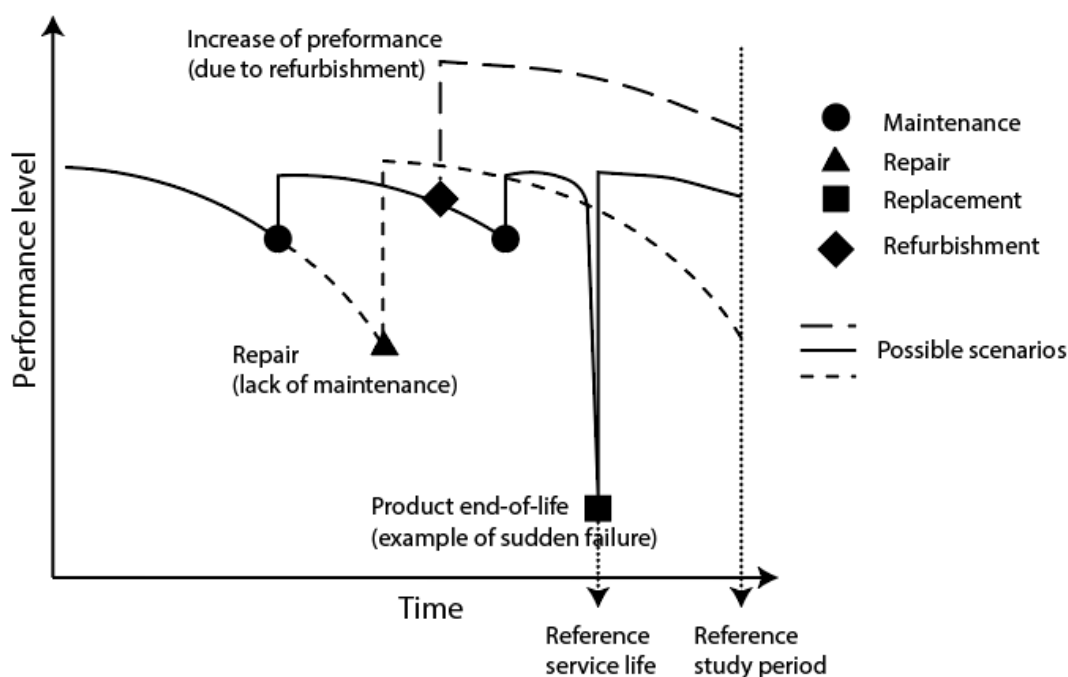 Increase of preformance
(due to refurbishment)
Performance level
Maintenance
Repair
Replacement
Refurbishment
Possible scenarios
Repair
(lack of maintenance)
Product end-of-life
(example of sudden failure)
Time
Reference
service life
Reference
study period